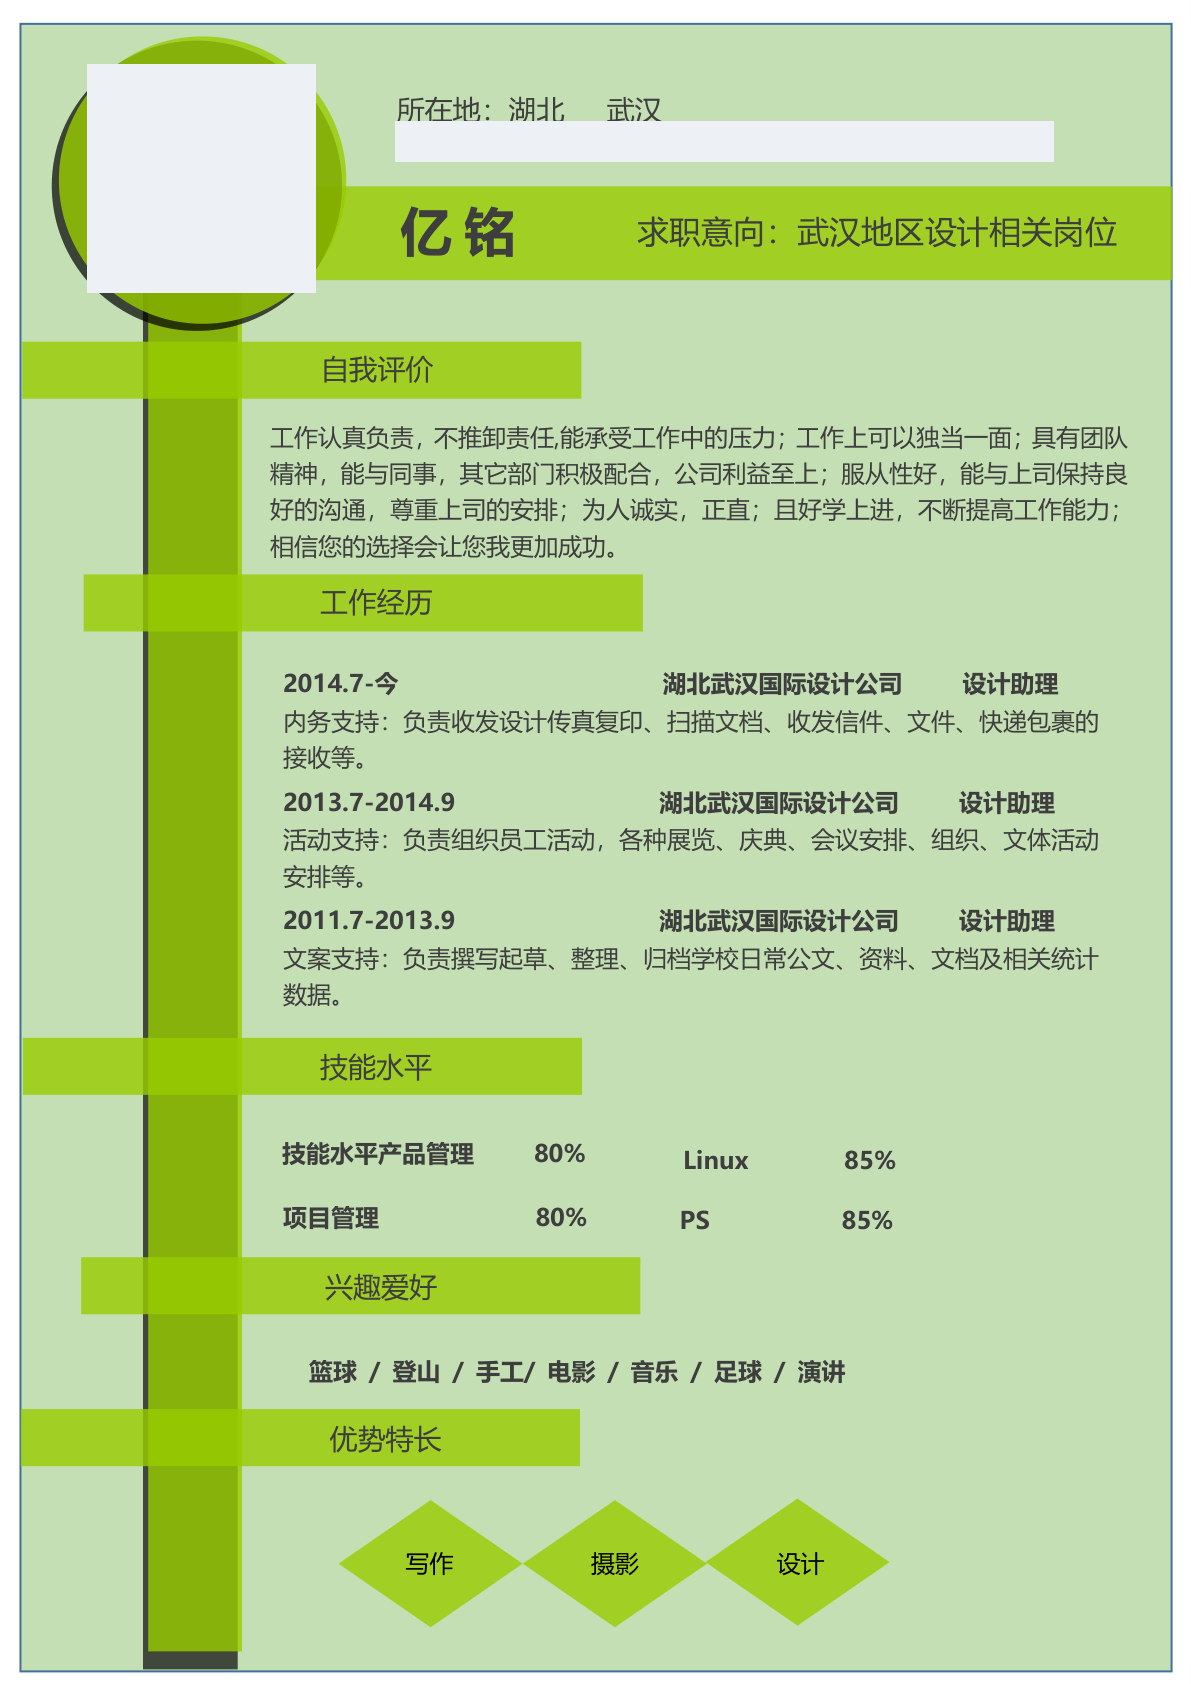 所在地：湖北 武汉
亿 铭 求职意向：武汉地区设计相关岗位
自我评价
工作认真负责，不推卸责任,能承受工作中的压力；工作上可以独当一面；具有团队
精神，能与同事，其它部门积极配合，公司利益至上；服从性好，能与上司保持良
好的沟通，尊重上司的安排；为人诚实，正直；且好学上进，不断提高工作能力；
相信您的选择会让您我更加成功。
工作经历
2014.7-今 湖北武汉国际设计公司 设计助理
内务支持：负责收发设计传真复印、扫描文档、收发信件、文件、快递包裹的
接收等。
2013.7-2014.9 湖北武汉国际设计公司 设计助理
活动支持：负责组织员工活动，各种展览、庆典、会议安排、组织、文体活动
安排等。
2011.7-2013.9 湖北武汉国际设计公司 设计助理
文案支持：负责撰写起草、整理、归档学校日常公文、资料、文档及相关统计
数据。
技能水平
技能水平产品管理 80% Linux 85%
项目管理 80% PS 85%
兴趣爱好
篮球 / 登山 / 手工/ 电影 / 音乐 / 足球 / 演讲
优势特长
写作 摄影 设计